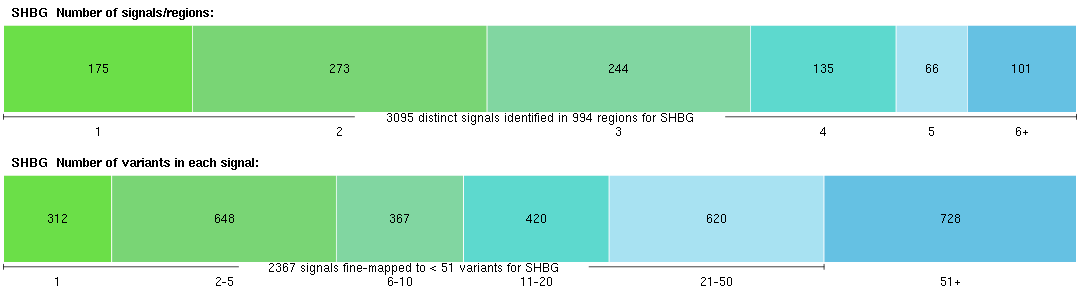 SHBG Number of signals/regions:
175 273 244 135 66 101
3095 distinct signals identified in 994 regions for SHBG
1 2 3 4 5 6+
SHBG Number of variants in each signal:
312 648 367 420 620 728
2367 signals fine-mapped to < 51 variants for SHBG
1 2-5 6-10 11-20 21-50 51+